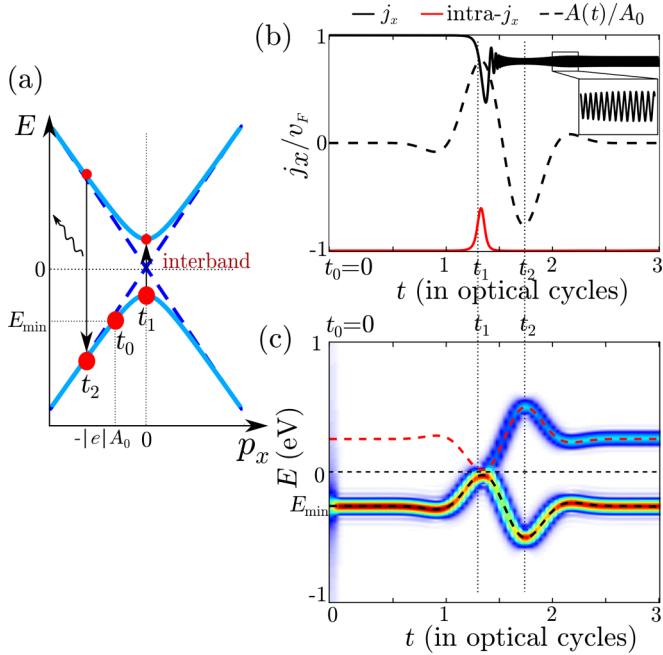 j_x intra-j_x A(t)/A_0
(a)
E
0
E_min
interband
t_1
t_0
t_2
-|e|A_0 0
p_x
(b)
1
j_x/v_F
0
-1
t_0=0 1 t_1 t_2 2 3
t (in optical cycles)
t_0=0 t_1 t_2
(c)
1
E (eV)
0
E_min
-1
0 1 2 3
t (in optical cycles)